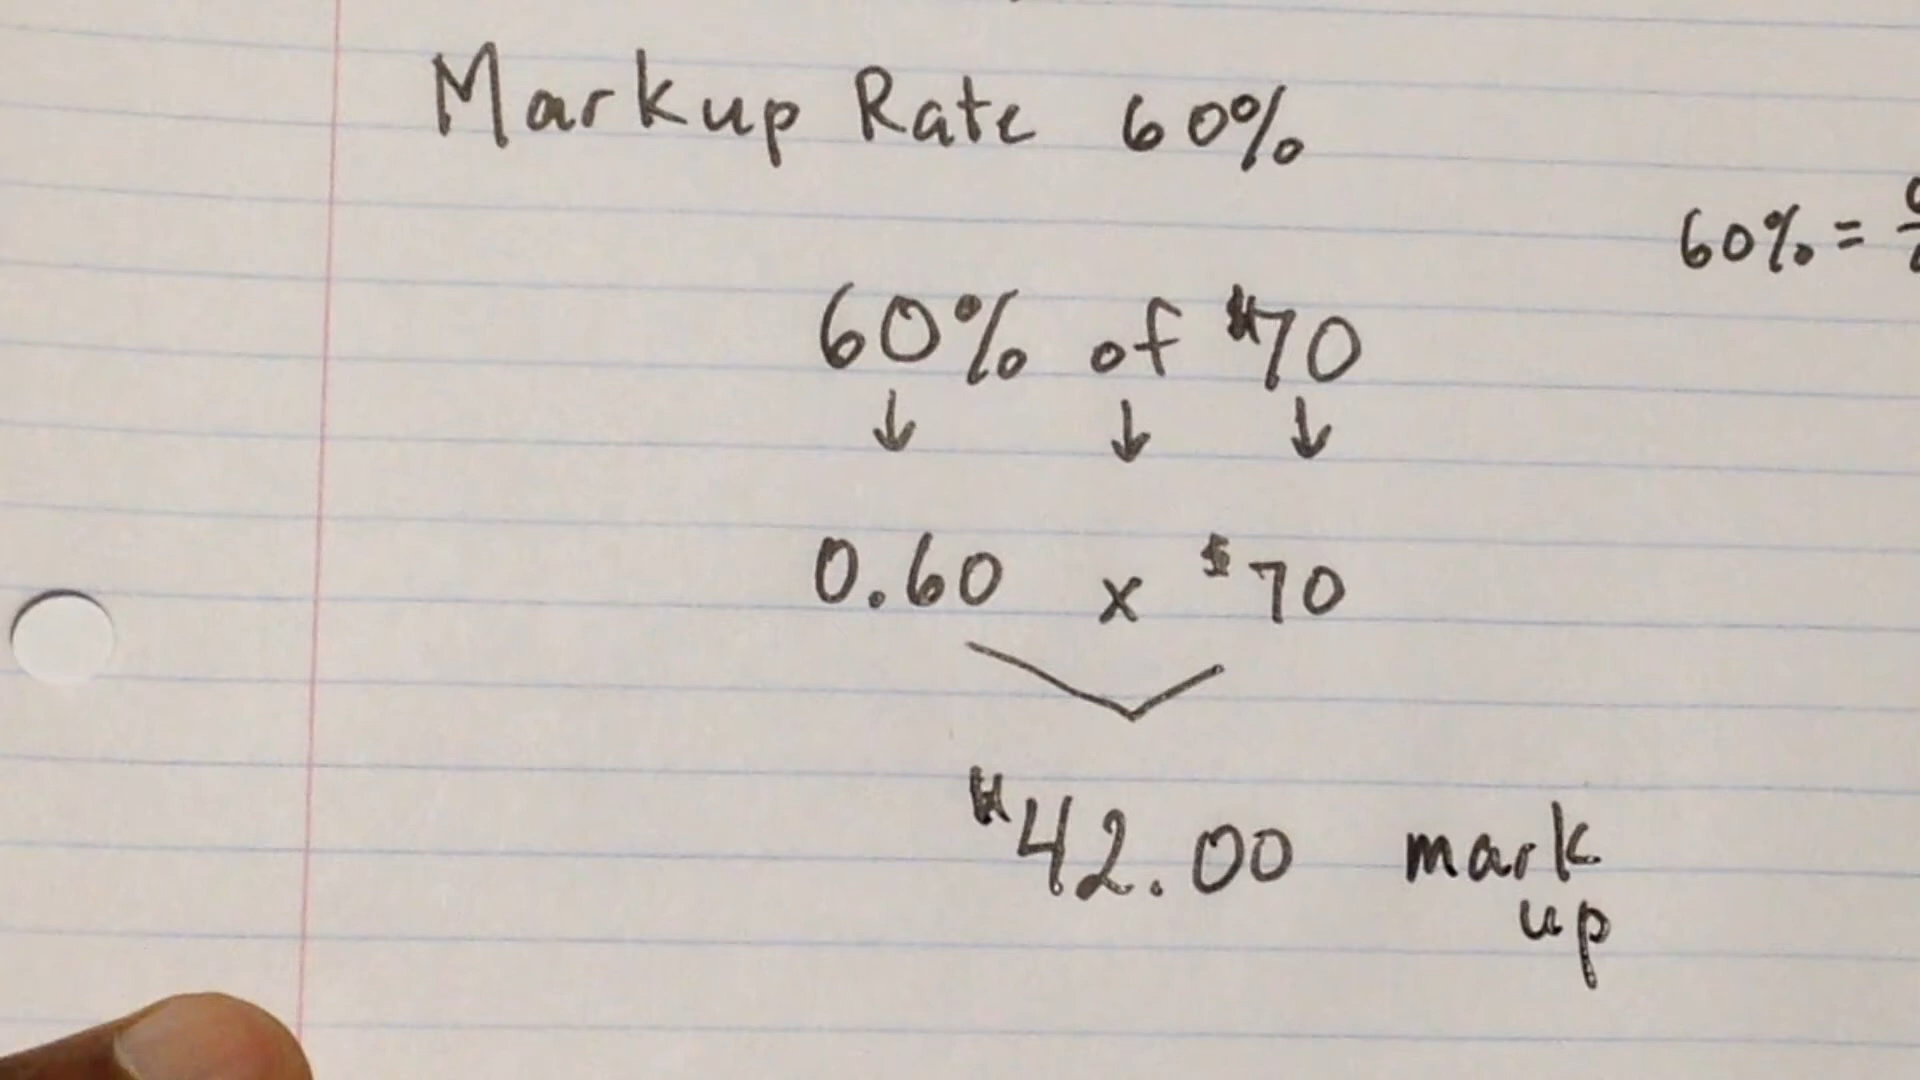 Markup Rate 60%
60% =
60% of $70
↓ ↓ ↓
0.60 x $70
$42.00 mark
up